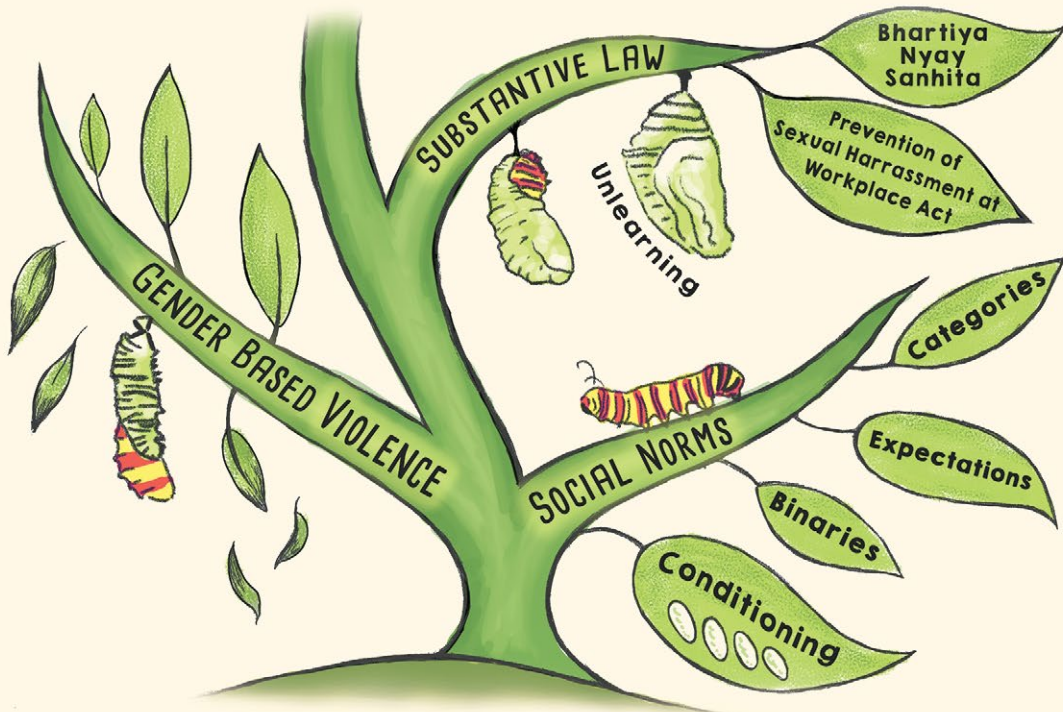 SUBSTANTIVE LAW
Bhartiya
Nyay
Sanhita
Prevention of
Sexual Harrassment at
Workplace Act
Unlearning
GENDER BASED VIOLENCE
SOCIAL NORMS
Categories
Expectations
Binaries
Conditioning